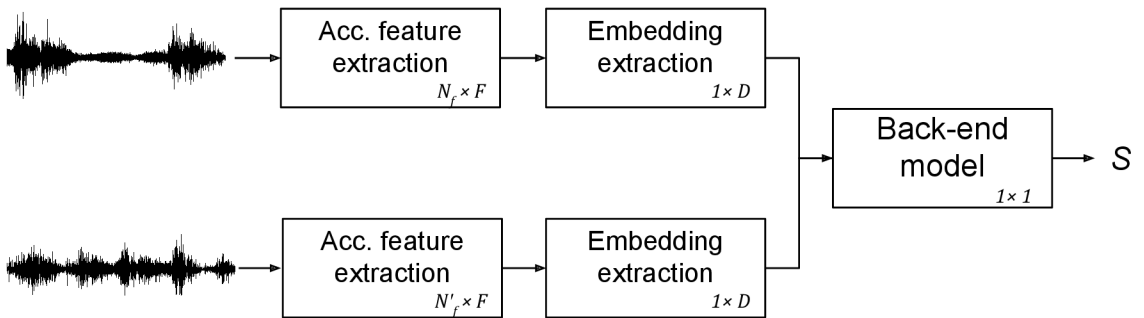 Acc. feature
extraction
N_f × F
Embedding
extraction
1× D
Back-end
model
1× 1
S
Acc. feature
extraction
N'_f × F
Embedding
extraction
1× D